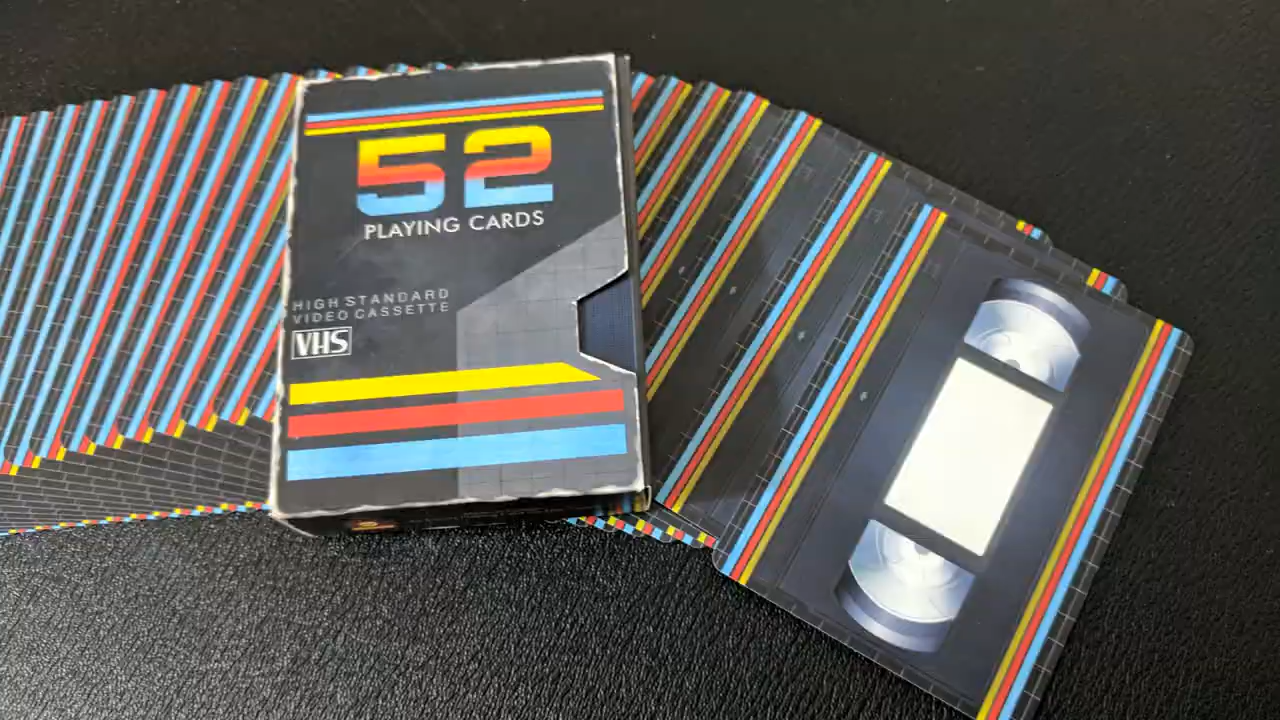 52
PLAYING CARDS
HIGH STANDARD
VIDEO CASSETTE
VHS